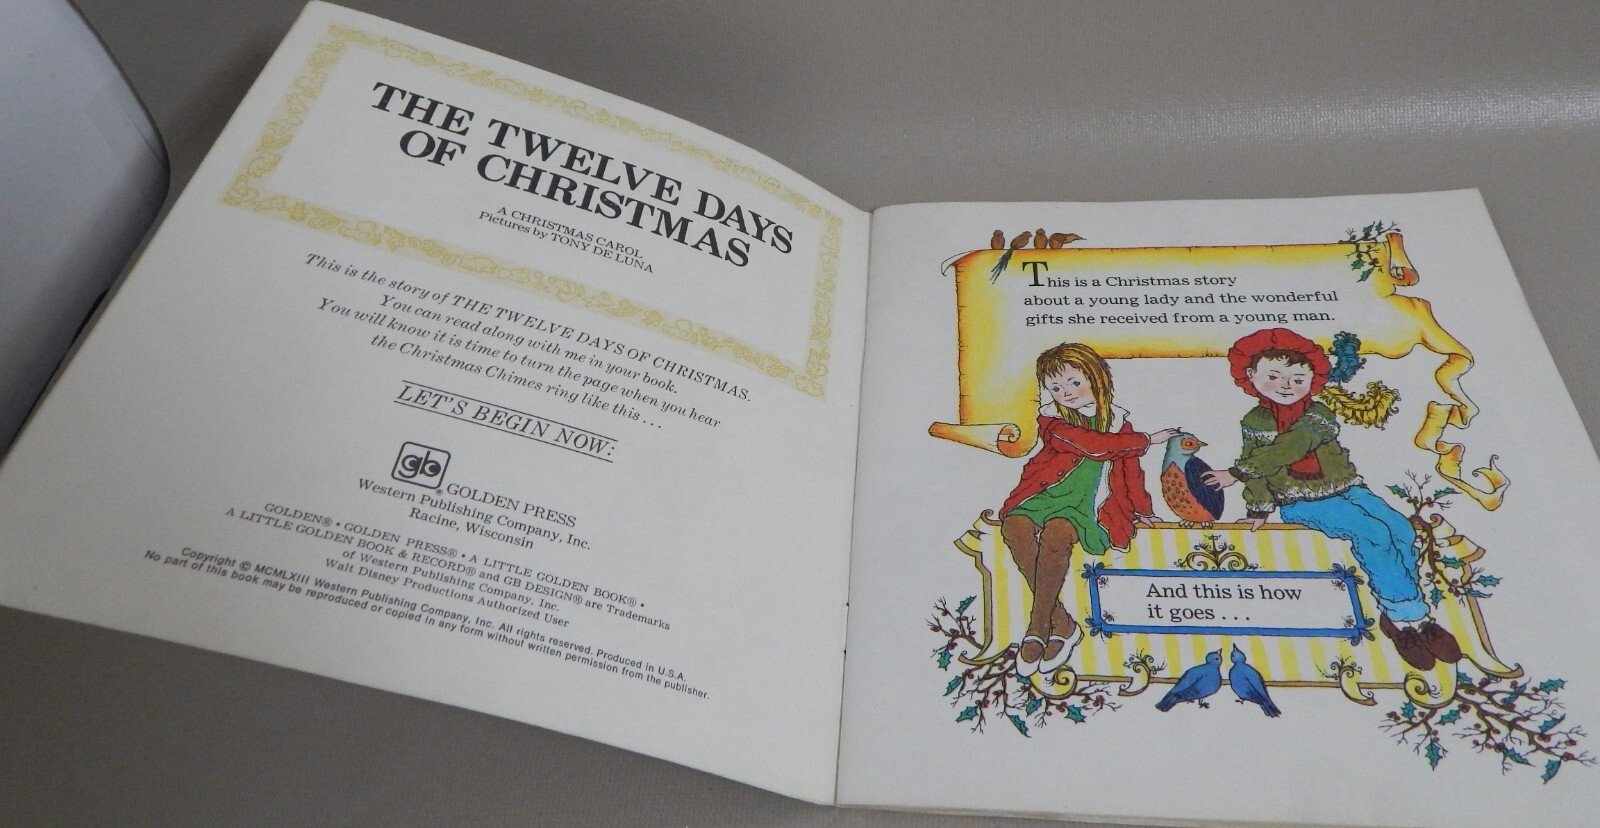 THE TWELVE DAYS
OF CHRISTMAS
A CHRISTMAS CAROL
Pictures by TONY DE LUNA
This is the story of THE TWELVE DAYS OF CHRISTMAS.
You can read along with me in your book.
You will know it is time to turn the page when you hear
the Christmas Chimes ring like this . . .
LET'S BEGIN NOW:
gb® GOLDEN PRESS
Western Publishing Company, Inc.
Racine, Wisconsin
GOLDEN® • GOLDEN PRESS® • A LITTLE GOLDEN BOOK® •
A LITTLE GOLDEN BOOK & RECORD® and GB DESIGN® are Trademarks
of Western Publishing Company, Inc.
Walt Disney Productions Authorized User
Copyright © MCMLXIII Western Publishing Company, Inc. All rights reserved. Produced in U.S.A.
No part of this book may be reproduced or copied in any form without written permission from the publisher.
This is a Christmas story
about a young lady and the wonderful
gifts she received from a young man.
And this is how
it goes . . .